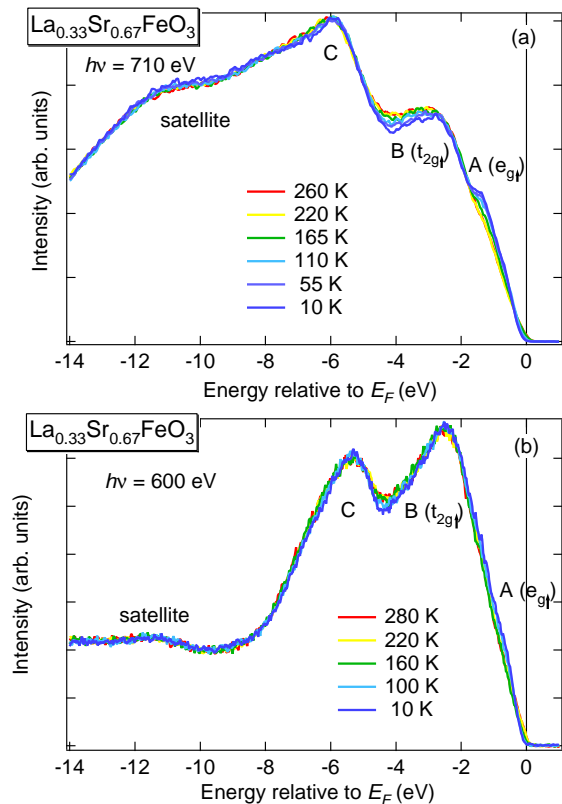 La0.33Sr0.67FeO3
(a)
hν = 710 eV
C
satellite
B (t2g↑)
A (eg↑)
260 K
220 K
165 K
110 K
55 K
10 K
Intensity (arb. units)
-14 -12 -10 -8 -6 -4 -2 0
Energy relative to EF (eV)
La0.33Sr0.67FeO3
(b)
hν = 600 eV
C
B (t2g↑)
A (eg↑)
satellite
280 K
220 K
160 K
100 K
10 K
Intensity (arb. units)
-14 -12 -10 -8 -6 -4 -2 0
Energy relative to EF (eV)